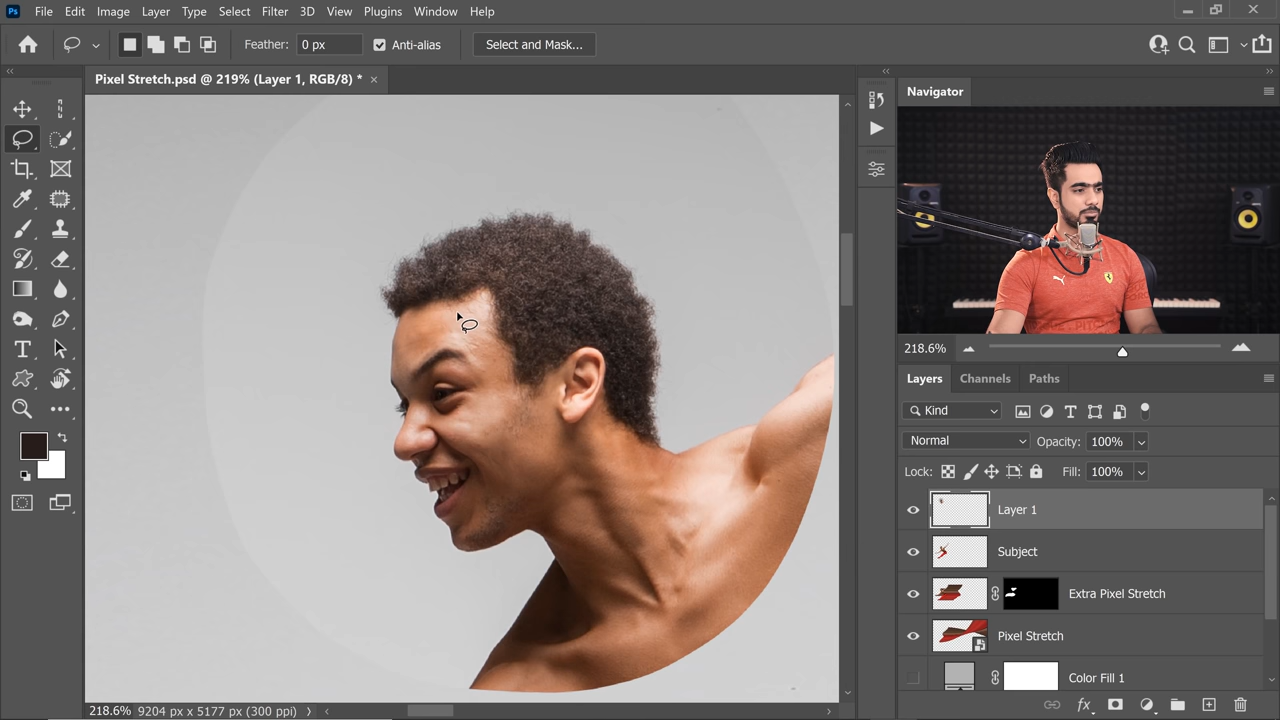 Ps File Edit Image Layer Type Select Filter 3D View Plugins Window Help
Feather: 0 px Anti-alias Select and Mask...
Pixel Stretch.psd @ 219% (Layer 1, RGB/8) *
Navigator
218.6%
Layers Channels Paths
Kind
Normal Opacity: 100%
Lock: Fill: 100%
Layer 1
Subject
Extra Pixel Stretch
Pixel Stretch
Color Fill 1
218.6% 9204 px x 5177 px (300 ppi)
fx